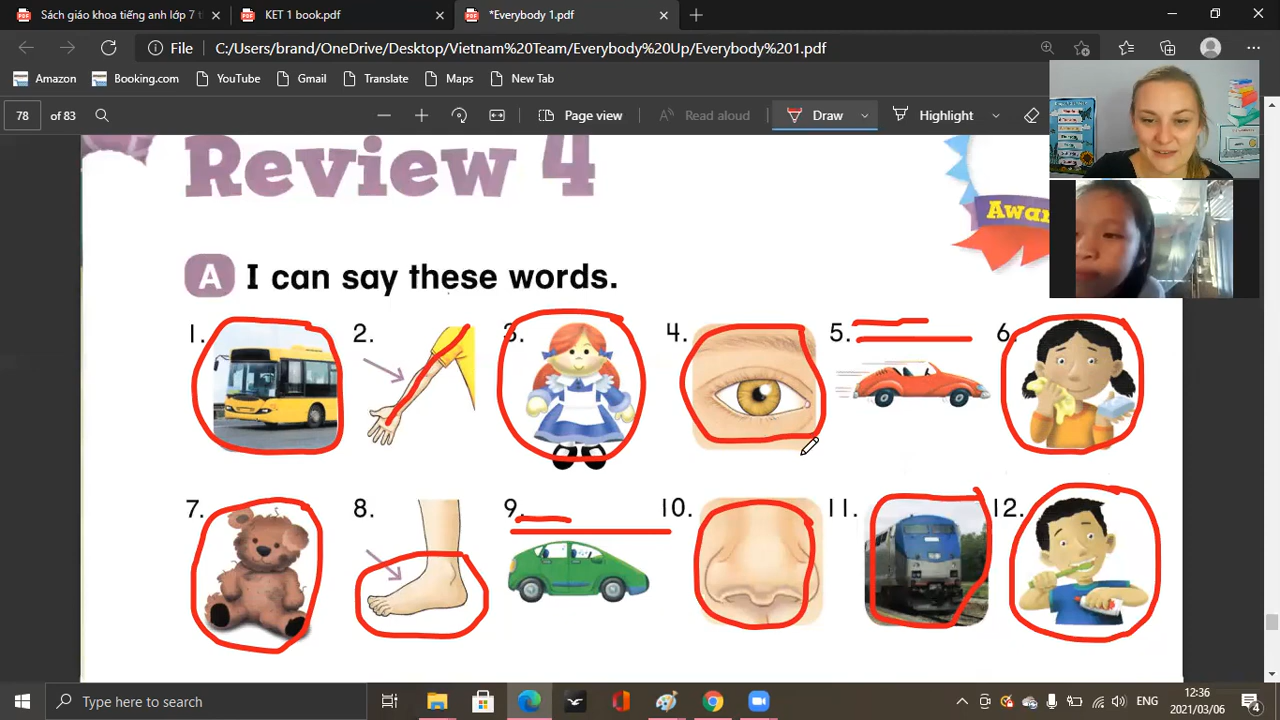 Sách giáo khoa tiếng anh lớp 7 t
KET 1 book.pdf
*Everybody 1.pdf
File
C:/Users/brand/OneDrive/Desktop/Vietnam%20Team/Everybody%20Up/Everybody%201.pdf
Amazon
Booking.com
YouTube
Gmail
Translate
Maps
New Tab
78 of 83
Page view
Read aloud
Draw
Highlight
Review 4
Awar
A I can say these words.
1. 2. 3. 4. 5. 6.
7. 8. 9. 10. 11. 12.
Type here to search
ENG
12:36
2021/03/06
4